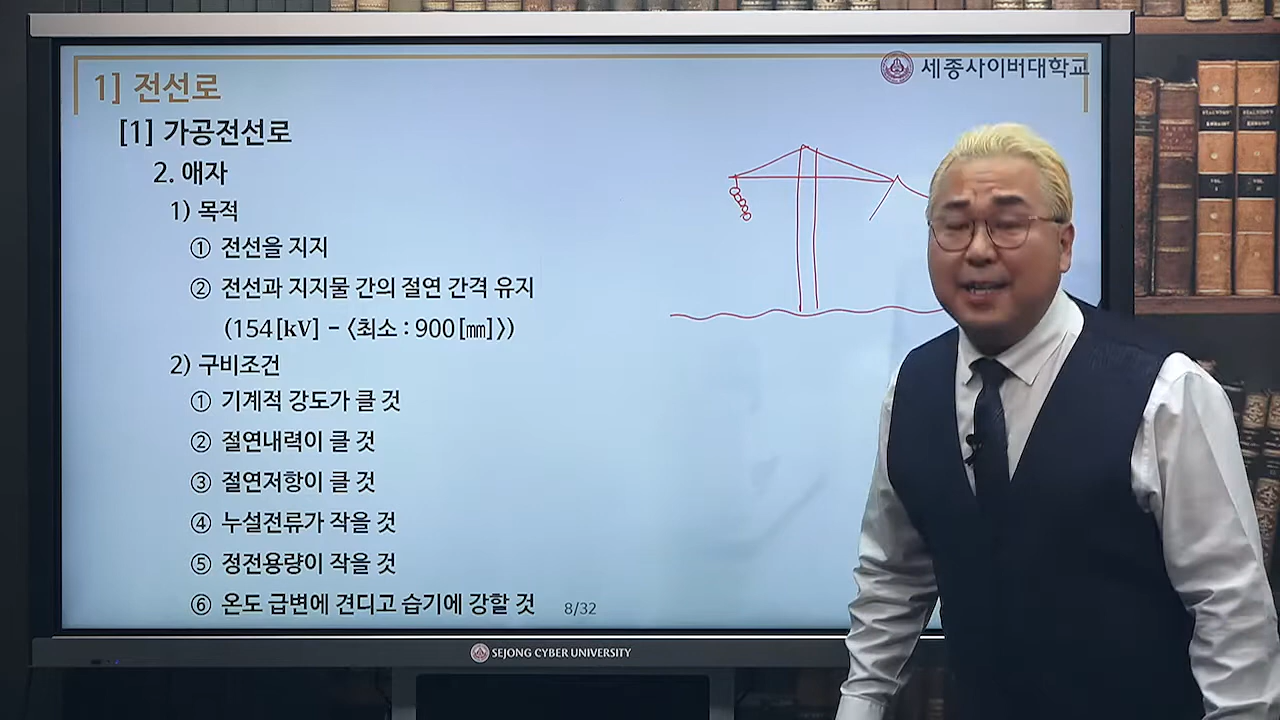 세종사이버대학교
1] 전선로
[1] 가공전선로
2. 애자
1) 목적
① 전선을 지지
② 전선과 지지물 간의 절연 간격 유지
(154[kV] - <최소 : 900[㎜]>)
2) 구비조건
① 기계적 강도가 클 것
② 절연내력이 클 것
③ 절연저항이 클 것
④ 누설전류가 작을 것
⑤ 정전용량이 작을 것
⑥ 온도 급변에 견디고 습기에 강할 것
8/32
SEJONG CYBER UNIVERSITY